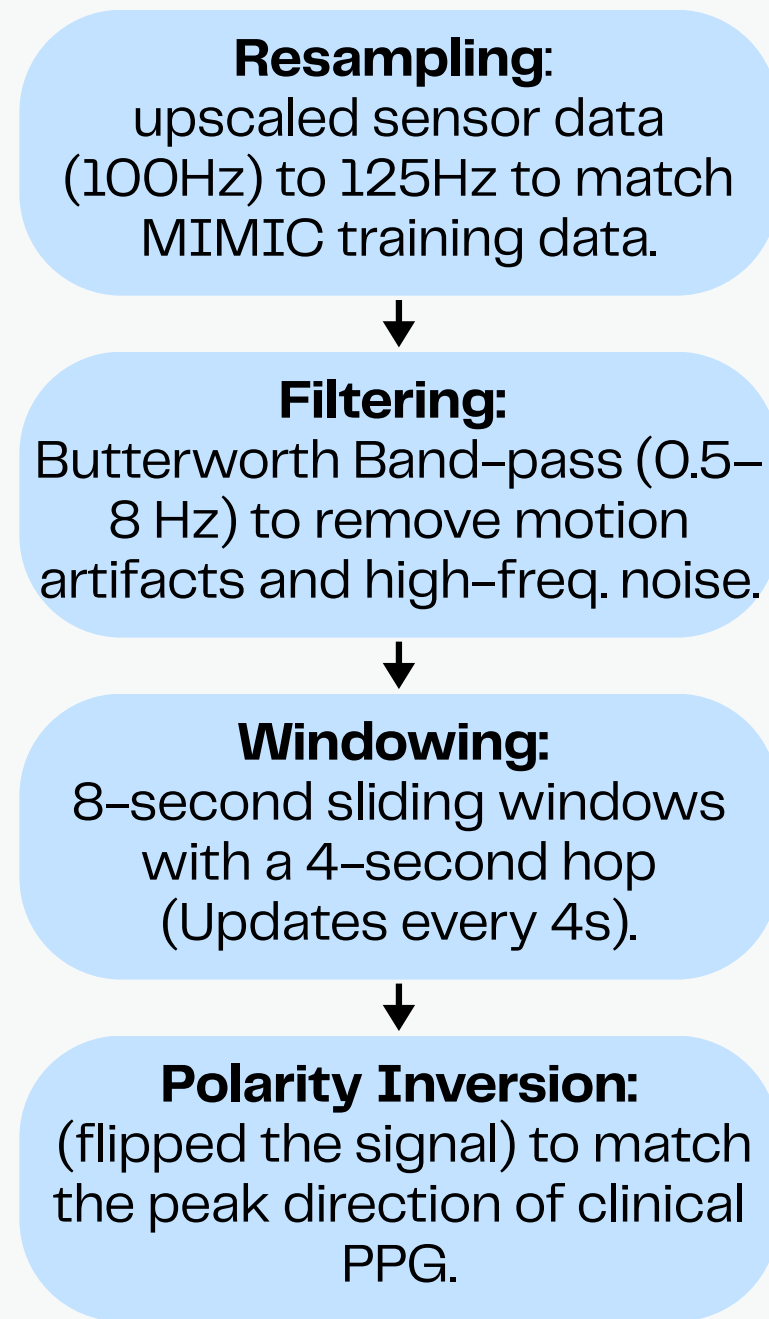 Resampling:
upscaled sensor data
(100Hz) to 125Hz to match
MIMIC training data.
Filtering:
Butterworth Band-pass (0.5–
8 Hz) to remove motion
artifacts and high-freq. noise.
Windowing:
8-second sliding windows
with a 4-second hop
(Updates every 4s).
Polarity Inversion:
(flipped the signal) to match
the peak direction of clinical
PPG.